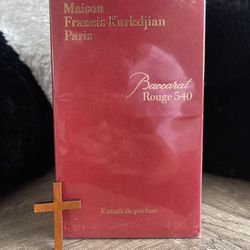 Maison
Francis Kurkdjian
Paris
Baccarat
Rouge 540
Extrait de parfum